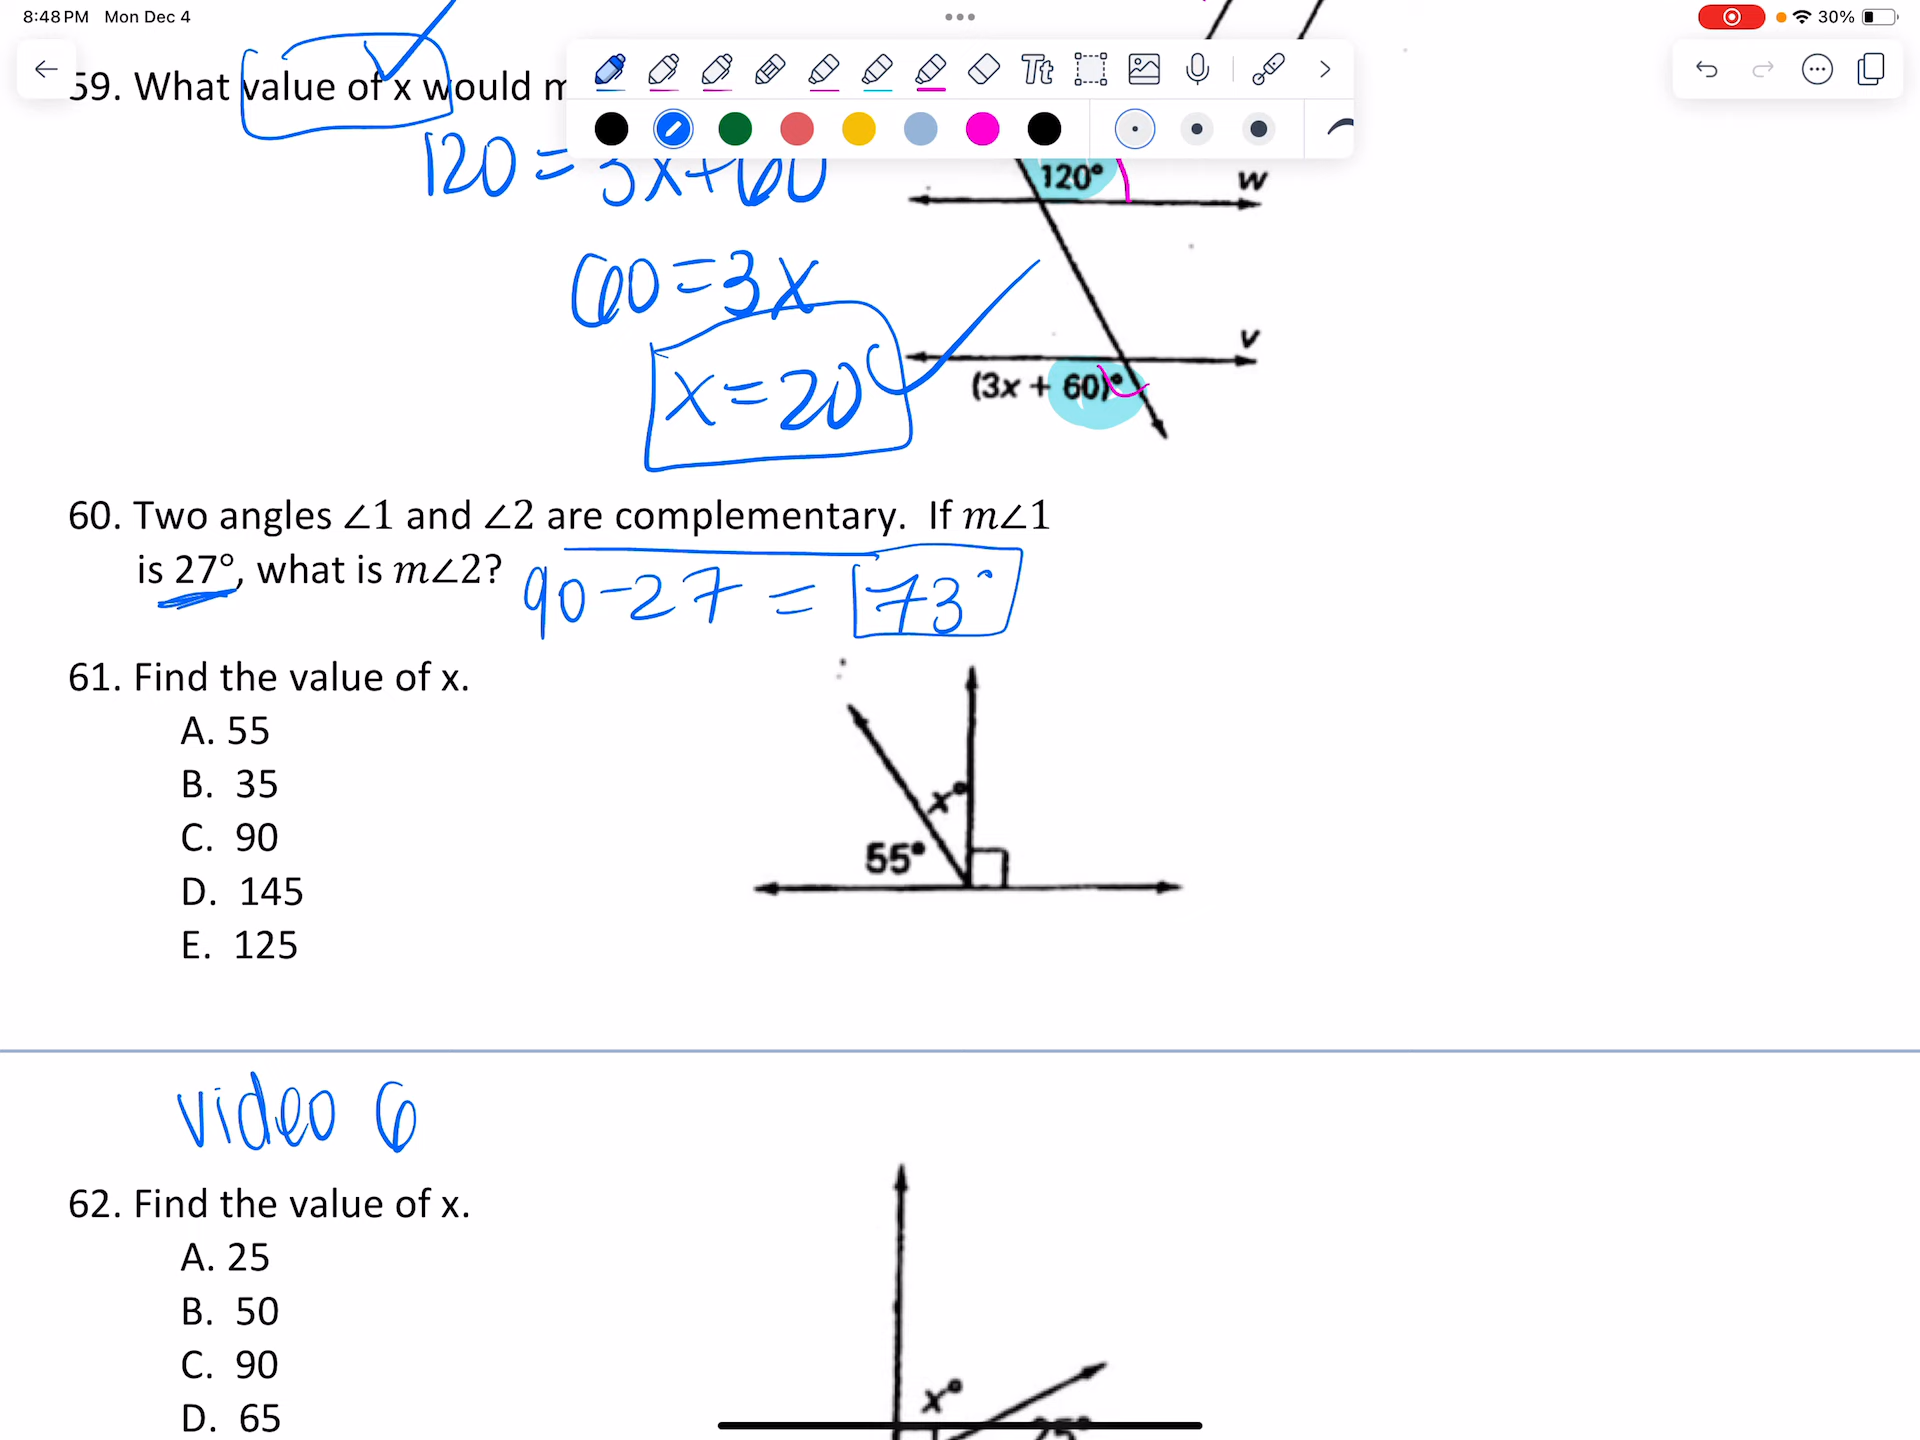 8:48 PM Mon Dec 4
30%
59. What value of x would m
Tt
120 = 3x+60
120°
w
60=3x
v
x=20
(3x + 60)°
60. Two angles ∠1 and ∠2 are complementary. If m∠1
is 27°, what is m∠2?
90-27 = 73°
61. Find the value of x.
A. 55
B. 35
C. 90
D. 145
E. 125
x°
55°
video 6
62. Find the value of x.
A. 25
B. 50
C. 90
D. 65
x°